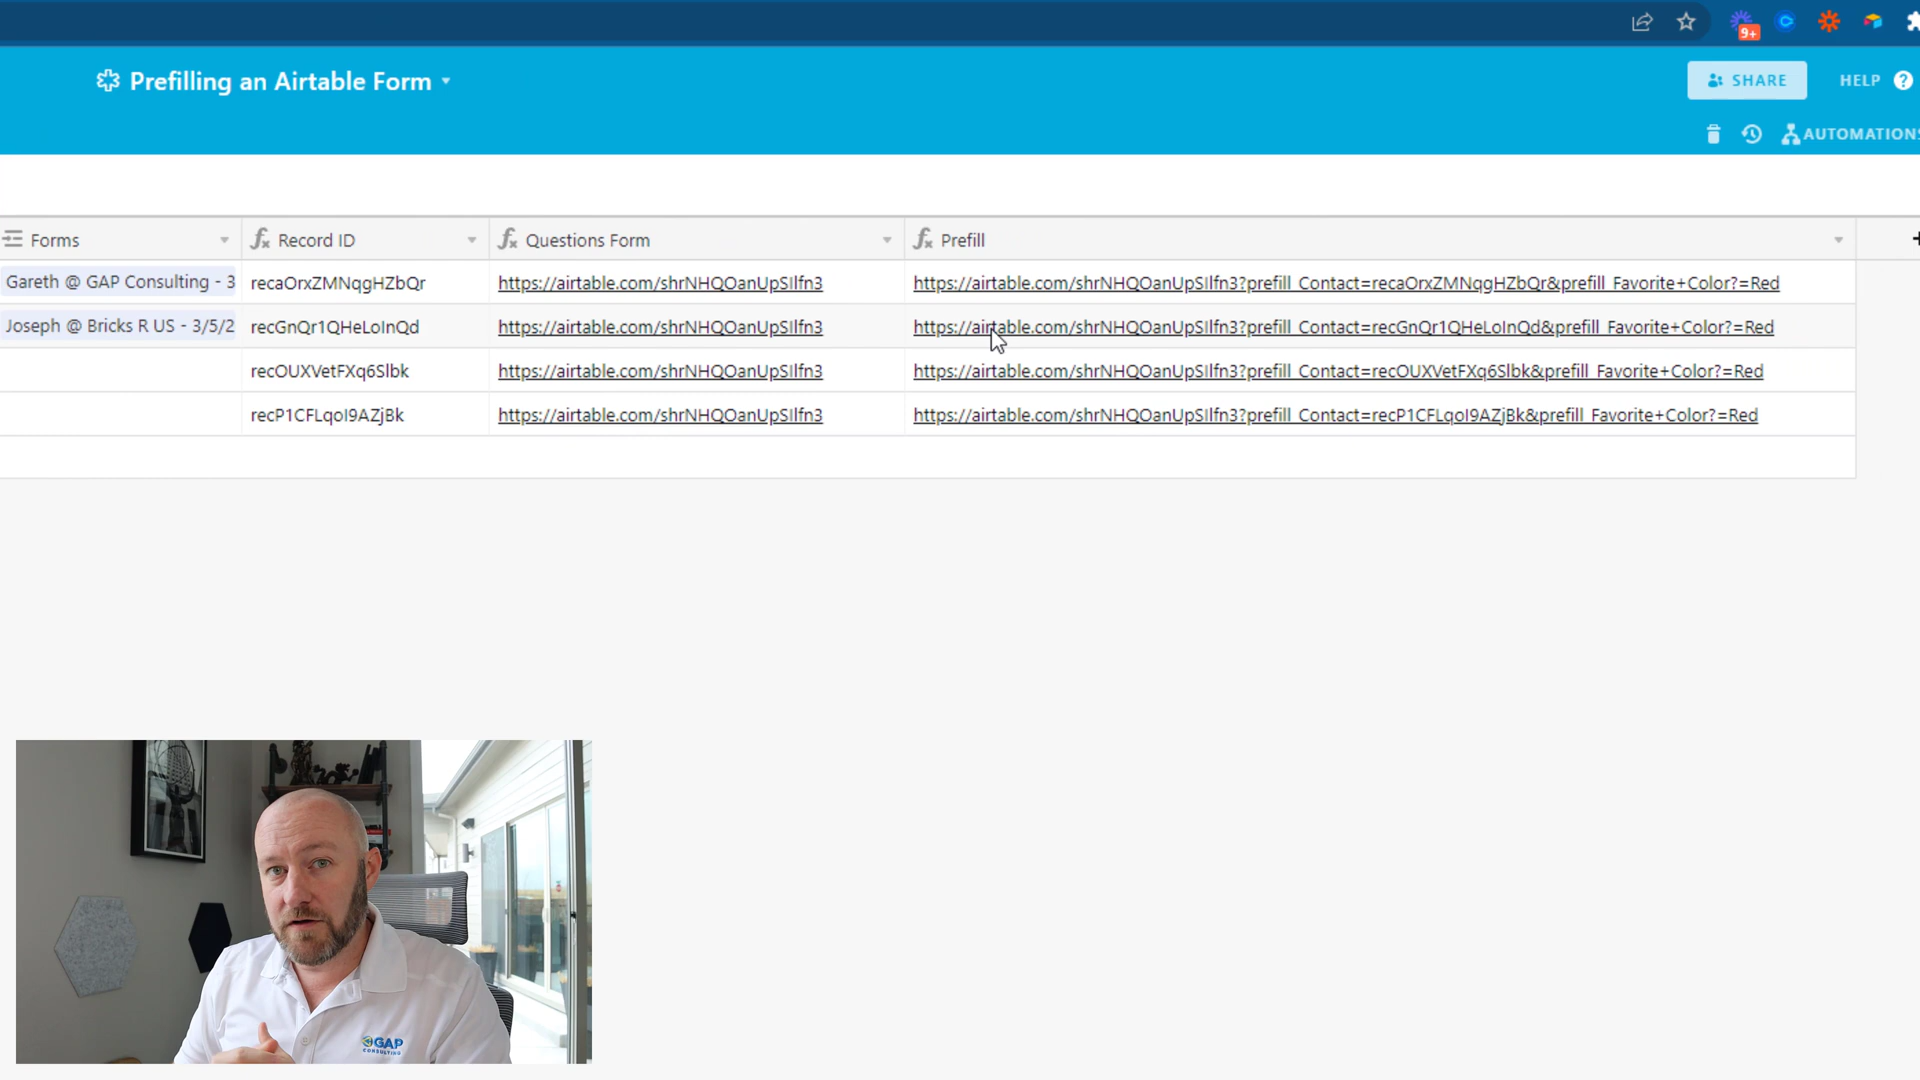 9+
Prefilling an Airtable Form
SHARE
HELP ?
AUTOMATIONS
Forms
Record ID
Questions Form
Prefill
Gareth @ GAP Consulting - 3
recaOrxZMNqgHZbQr
https://airtable.com/shrNHQOanUpSIlfn3
https://airtable.com/shrNHQOanUpSIlfn3?prefill_Contact=recaOrxZMNqgHZbQr&prefill_Favorite+Color?=Red
Joseph @ Bricks R US - 3/5/2
recGnQr1QHeLoInQd
https://airtable.com/shrNHQOanUpSIlfn3
https://airtable.com/shrNHQOanUpSIlfn3?prefill_Contact=recGnQr1QHeLoInQd&prefill_Favorite+Color?=Red
recOUXVetFXq6Slbk
https://airtable.com/shrNHQOanUpSIlfn3
https://airtable.com/shrNHQOanUpSIlfn3?prefill_Contact=recOUXVetFXq6Slbk&prefill_Favorite+Color?=Red
recP1CFLqoI9AZjBk
https://airtable.com/shrNHQOanUpSIlfn3
https://airtable.com/shrNHQOanUpSIlfn3?prefill_Contact=recP1CFLqoI9AZjBk&prefill_Favorite+Color?=Red
GAP
CONSULTING